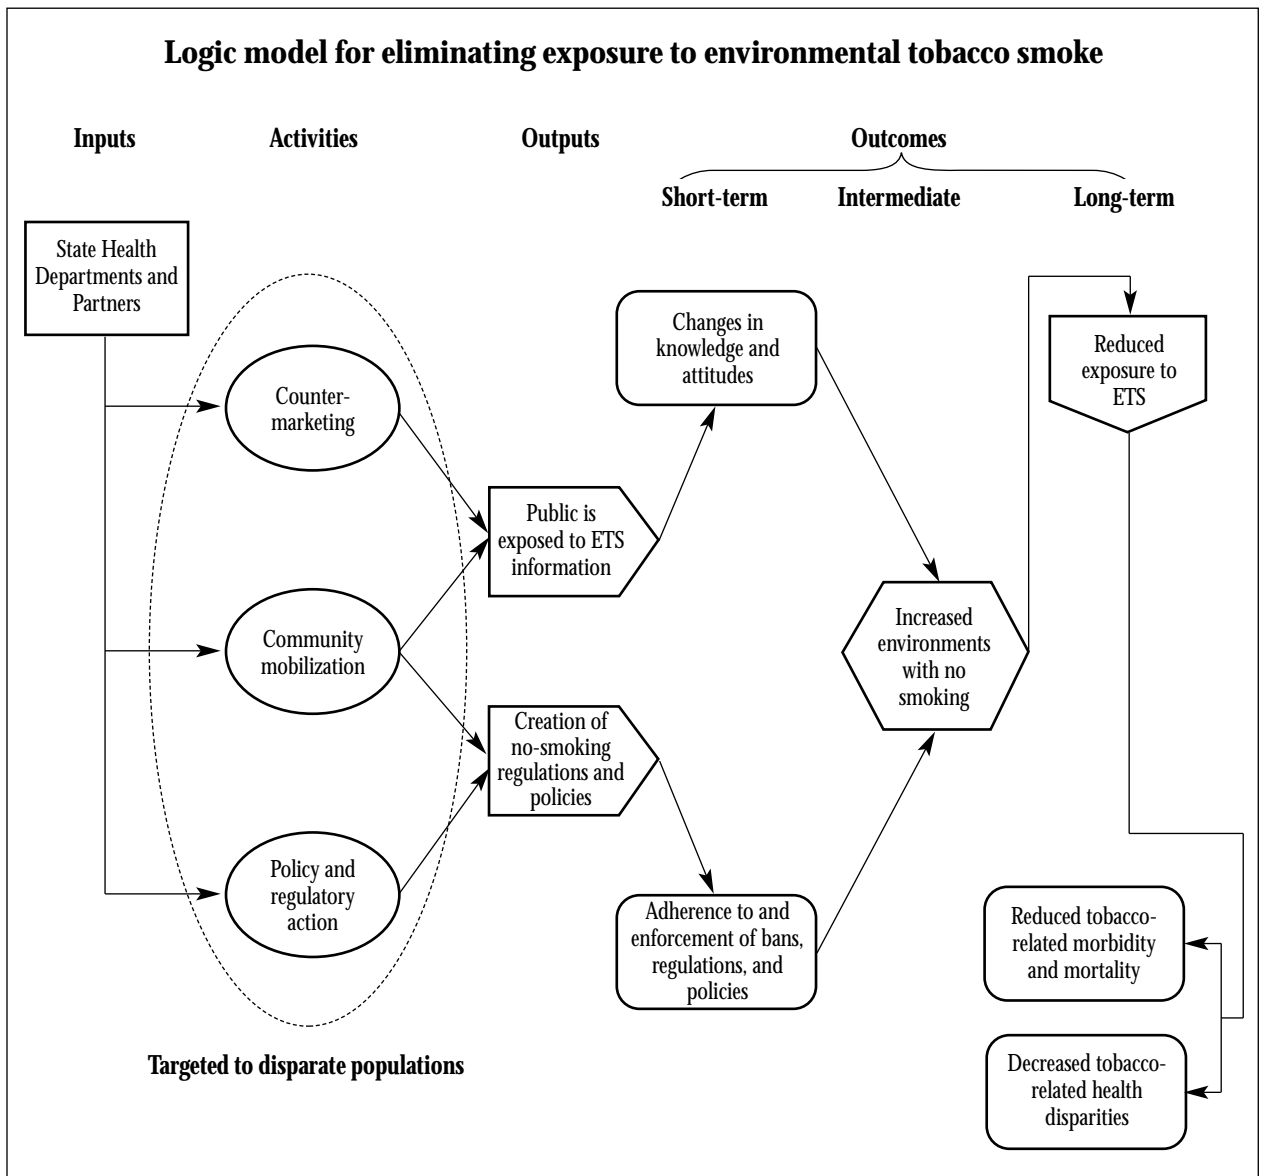 Logic model for eliminating exposure to environmental tobacco smoke
Inputs
Activities
Outputs
Outcomes
Short-term
Intermediate
Long-term
State Health
Departments and
Partners
Counter-
marketing
Community
mobilization
Policy and
regulatory
action
Targeted to disparate populations
Public is
exposed to ETS
information
Creation of
no-smoking
regulations and
policies
Changes in
knowledge and
attitudes
Adherence to and
enforcement of bans,
regulations, and
policies
Increased
environments
with no
smoking
Reduced
exposure to
ETS
Reduced tobacco-
related morbidity
and mortality
Decreased tobacco-
related health
disparities